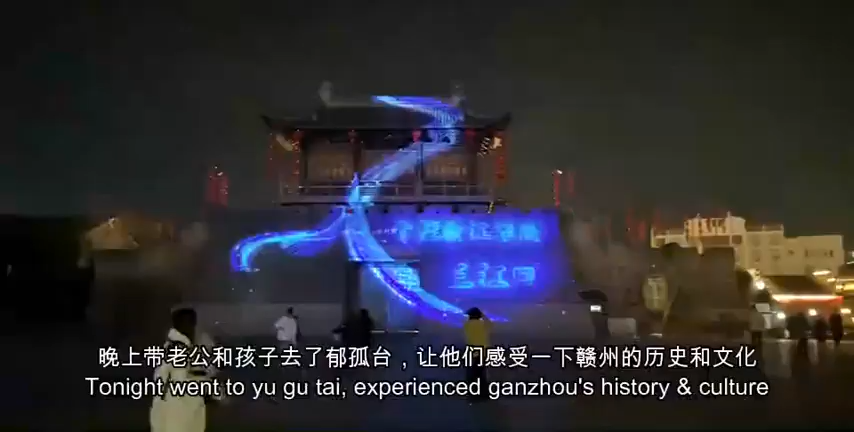 晚上带老公和孩子去了郁孤台，让他们感受一下赣州的历史和文化
Tonight went to yu gu tai, experienced ganzhou's history & culture